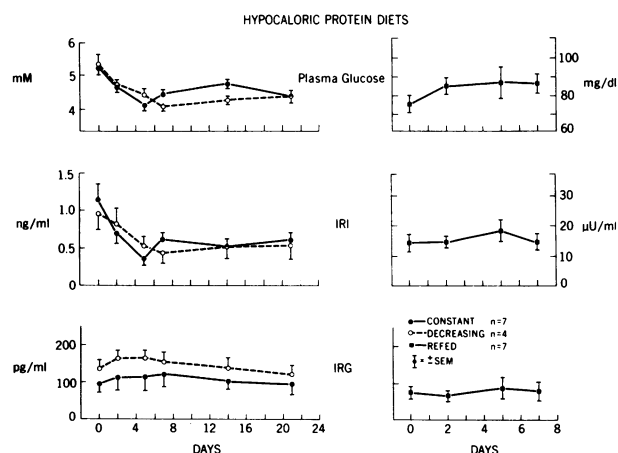 HYPOCALORIC PROTEIN DIETS
mM
6
5
4
Plasma Glucose
100
80
60
mg/dl
ng/ml
1.5
1.0
0.5
0
IRI
30
20
10
0
µU/ml
pg/ml
200
100
0
IRG
CONSTANT n=7
DECREASING n=4
REFED n=7
± SEM
0 4 8 12 16 20 24
DAYS
0 2 4 6 8
DAYS